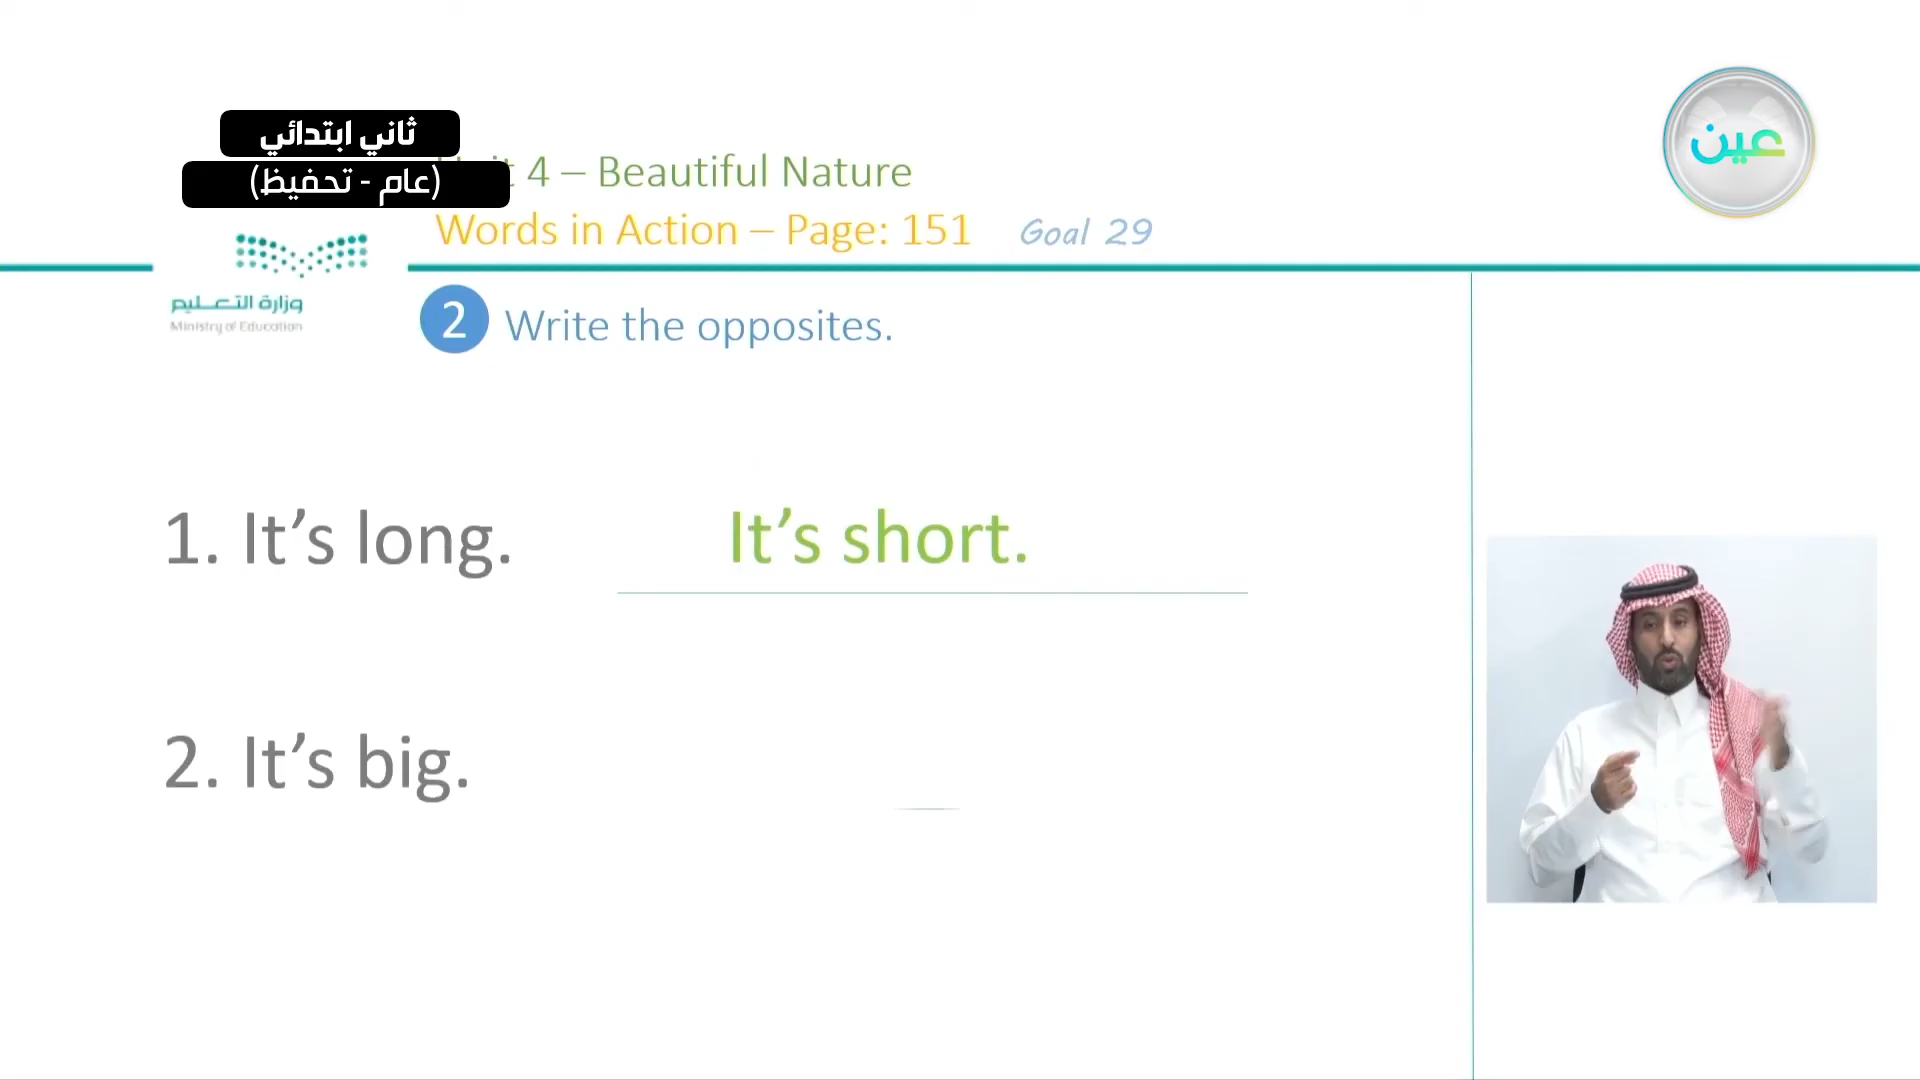 ثاني ابتدائي
(عام - تحفيظ)
4 – Beautiful Nature
Words in Action – Page: 151 Goal 29
عين
وزارة التعليم
Ministry of Education
2 Write the opposites.
1. It’s long. It’s short.
2. It’s big.